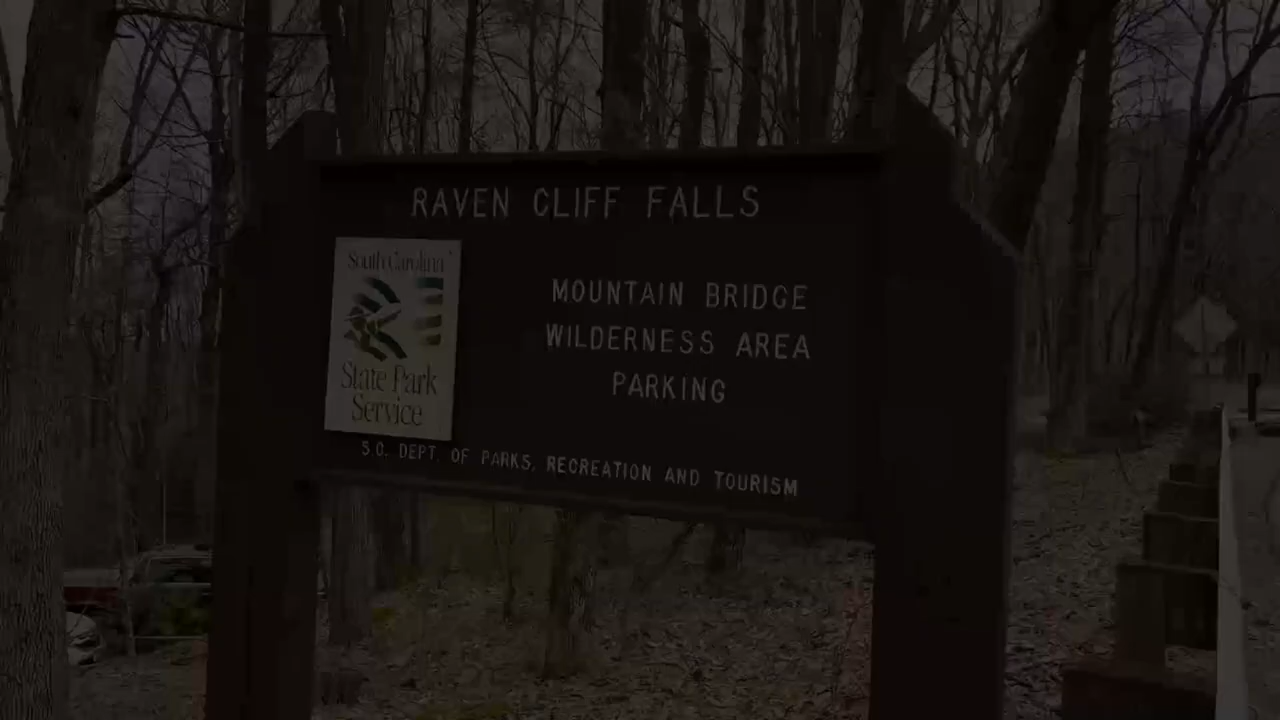 RAVEN CLIFF FALLS
South Carolina
State Park
Service
MOUNTAIN BRIDGE
WILDERNESS AREA
PARKING
S.C. DEPT. OF PARKS, RECREATION AND TOURISM